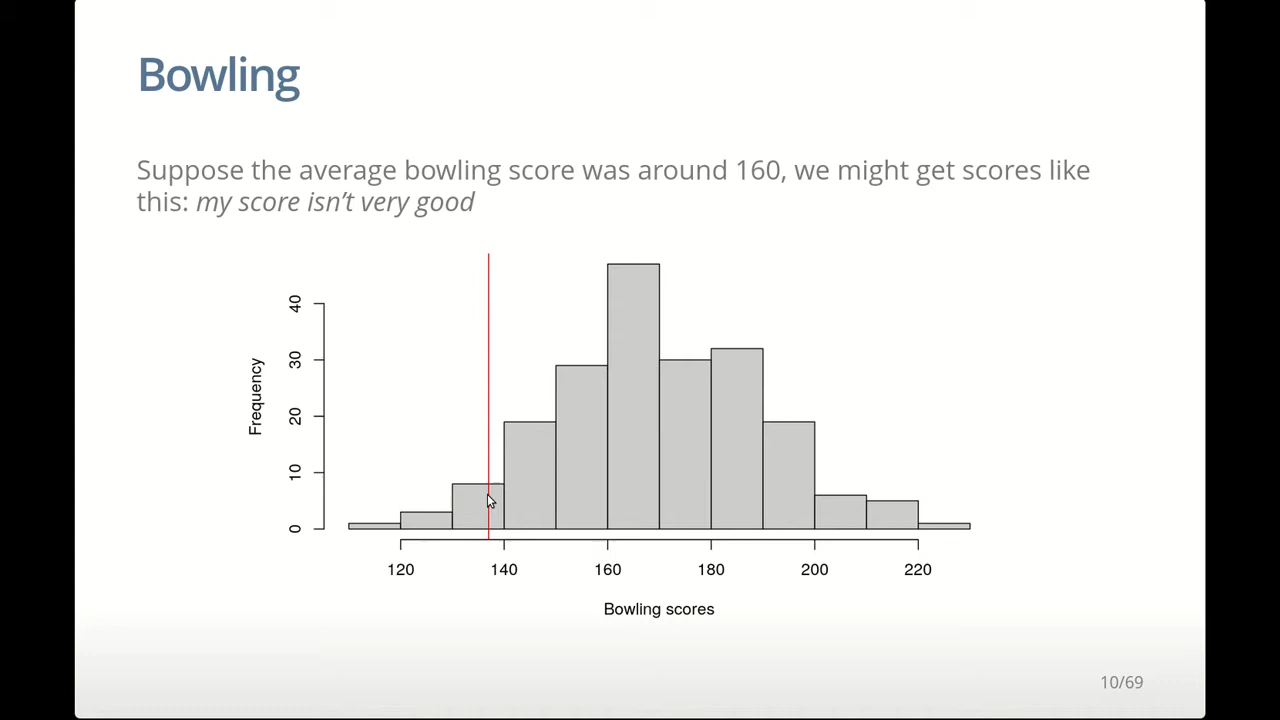 Bowling
Suppose the average bowling score was around 160, we might get scores like
this: my score isn’t very good
40
30
20
10
0
Frequency
120 140 160 180 200 220
Bowling scores
10/69